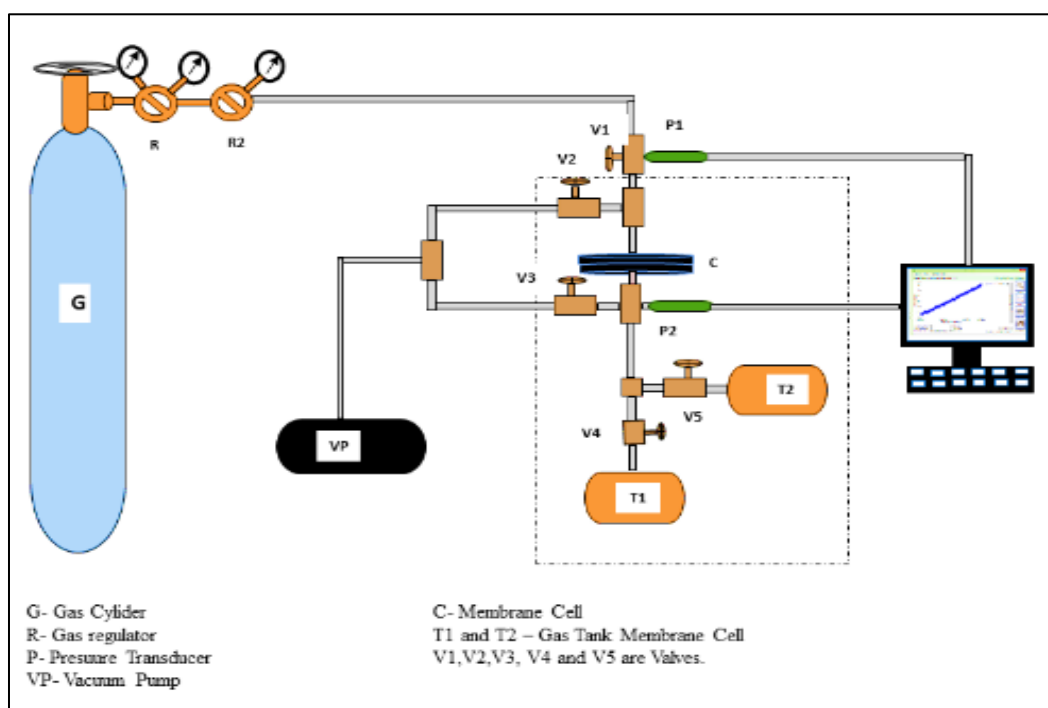 V1
P1
V2
R
R2
C
G
V3
P2
T2
V5
V4
VP
T1
G- Gas Cylider
R- Gas regulator
P- Presuure Transducer
VP- Vacuum Pump
C- Membrane Cell
T1 and T2 – Gas Tank Membrane Cell
V1,V2,V3, V4 and V5 are Valves.